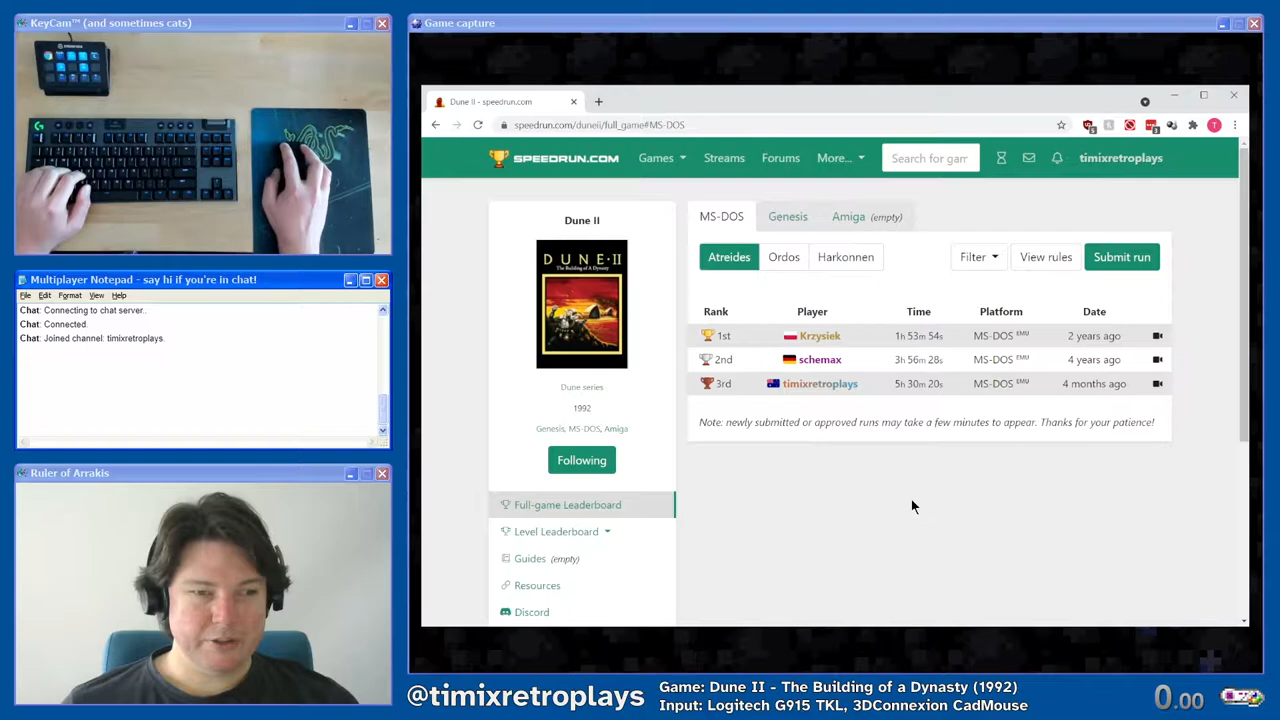 KeyCam™ (and sometimes cats)
Multiplayer Notepad - say hi if you're in chat!
File Edit Format View Help
Chat: Connecting to chat server..
Chat: Connected.
Chat: Joined channel: timixretroplays.
Ruler of Arrakis
Game capture
Dune II - speedrun.com
speedrun.com/duneii/full_game#MS-DOS
T
SPEEDRUN.COM Games Streams Forums More... Search for gam timixretroplays
Dune II
DUNE II
The Building of A Dynasty
Dune series
1992
Genesis, MS-DOS, Amiga
Following
Full-game Leaderboard
Level Leaderboard
Guides (empty)
Resources
Discord
MS-DOS Genesis Amiga (empty)
Atreides Ordos Harkonnen Filter View rules Submit run
Rank Player Time Platform Date
1st Krzysiek 1h 53m 54s MS-DOS EMU 2 years ago
2nd schemax 3h 56m 28s MS-DOS EMU 4 years ago
3rd timixretroplays 5h 30m 20s MS-DOS EMU 4 months ago
Note: newly submitted or approved runs may take a few minutes to appear. Thanks for your patience!
@timixretroplays
Game: Dune II - The Building of a Dynasty (1992)
Input: Logitech G915 TKL, 3DConnexion CadMouse
0.00